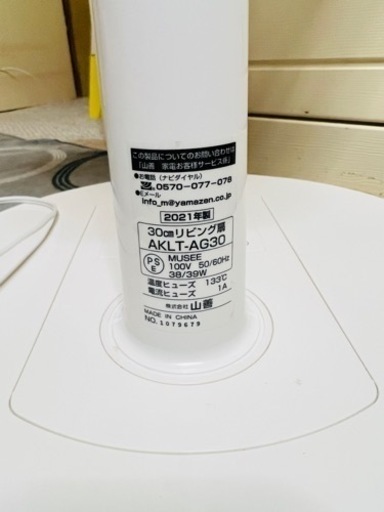 この製品についてのお問い合わせは
「山善 家電お客様サービス係」
●お電話（ナビダイヤル）
0570-077-078
●Eメール
info_m@yamazen.co.jp
2021年製
30cmリビング扇
AKLT-AG30
MUSEE
PS
E
100V 50/60Hz
38/39W
温度ヒューズ 133℃
電流ヒューズ 1A
株式会社 山善
MADE IN CHINA
NO. 1079679